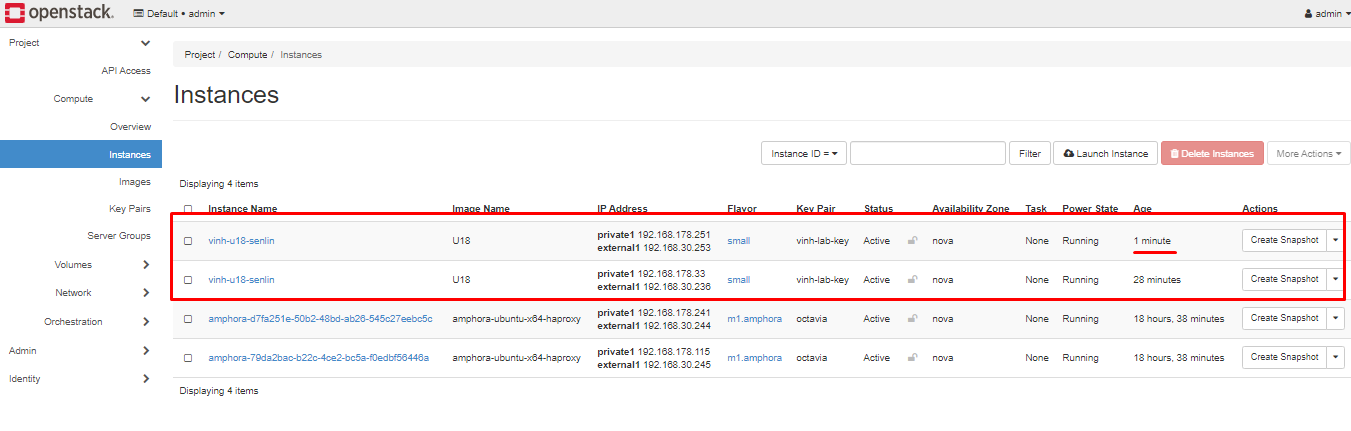 openstack. Default • admin admin
Project
API Access
Compute
Overview
Instances
Images
Key Pairs
Server Groups
Volumes
Network
Orchestration
Admin
Identity
Project / Compute / Instances
Instances
Instance ID = Filter Launch Instance Delete Instances More Actions
Displaying 4 items
Instance Name Image Name IP Address Flavor Key Pair Status Availability Zone Task Power State Age Actions
vinh-u18-senlin U18 private1 192.168.178.251 small vinh-lab-key Active nova None Running 1 minute Create Snapshot
external1 192.168.30.253
vinh-u18-senlin U18 private1 192.168.178.33 small vinh-lab-key Active nova None Running 28 minutes Create Snapshot
external1 192.168.30.236
amphora-d7fa251e-50b2-48bd-ab26-545c27eebc5c amphora-ubuntu-x64-haproxy private1 192.168.178.241 m1.amphora octavia Active nova None Running 18 hours, 38 minutes Create Snapshot
external1 192.168.30.244
amphora-79da2bac-b22c-4ce2-bc5a-f0edbf56446a amphora-ubuntu-x64-haproxy private1 192.168.178.115 m1.amphora octavia Active nova None Running 18 hours, 38 minutes Create Snapshot
external1 192.168.30.245
Displaying 4 items